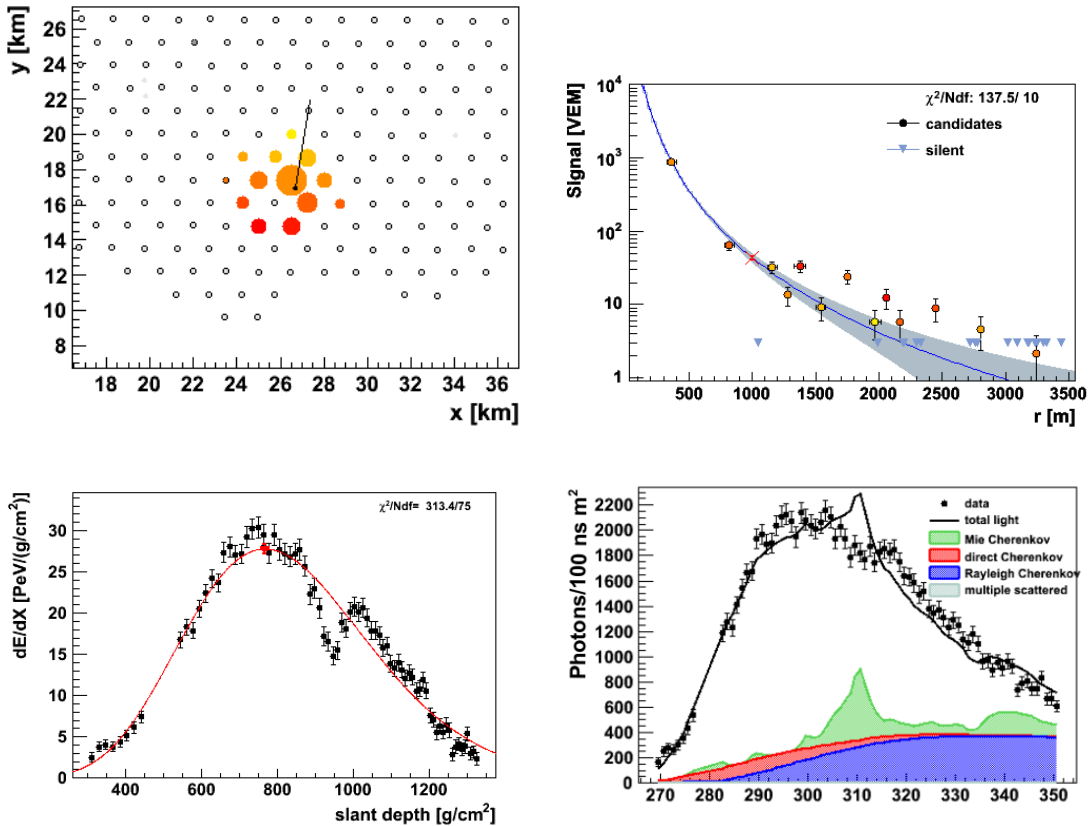 y [km]
26
24
22
20
18
16
14
12
10
8
18 20 22 24 26 28 30 32 34 36
x [km]
Signal [VEM]
10⁴
10³
10²
10
1
χ²/Ndf: 137.5/ 10
candidates
silent
500 1000 1500 2000 2500 3000 3500
r [m]
dE/dX [PeV/(g/cm²)]
30
25
20
15
10
5
0
χ²/Ndf= 313.4/75
400 600 800 1000 1200
slant depth [g/cm²]
Photons/100 ns m²
2200
2000
1800
1600
1400
1200
1000
800
600
400
200
0
data
total light
Mie Cherenkov
direct Cherenkov
Rayleigh Cherenkov
multiple scattered
270 280 290 300 310 320 330 340 350